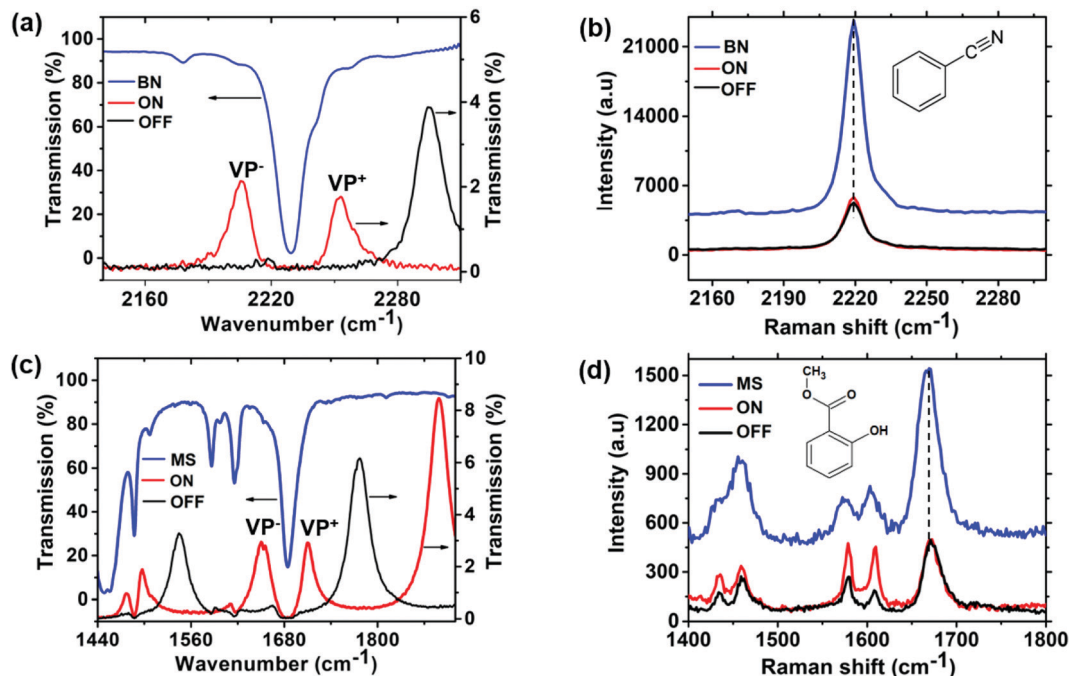 (a)
Transmission (%)
100
80
60
40
20
0
BN
ON
OFF
VP-
VP+
6
4
2
0
Transmission (%)
2160
2220
2280
Wavenumber (cm-1)
(b)
Intensity (a.u)
21000
14000
7000
0
BN
ON
OFF
C
N
2160
2190
2220
2250
2280
Raman shift (cm-1)
(c)
Transmission (%)
100
80
60
40
20
0
MS
ON
OFF
VP-
VP+
10
8
6
4
2
0
Transmission (%)
1440
1560
1680
1800
Wavenumber (cm-1)
(d)
Intensity (a.u)
1500
1200
900
600
300
0
MS
ON
OFF
CH3
O
O
OH
1400
1500
1600
1700
1800
Raman shift (cm-1)